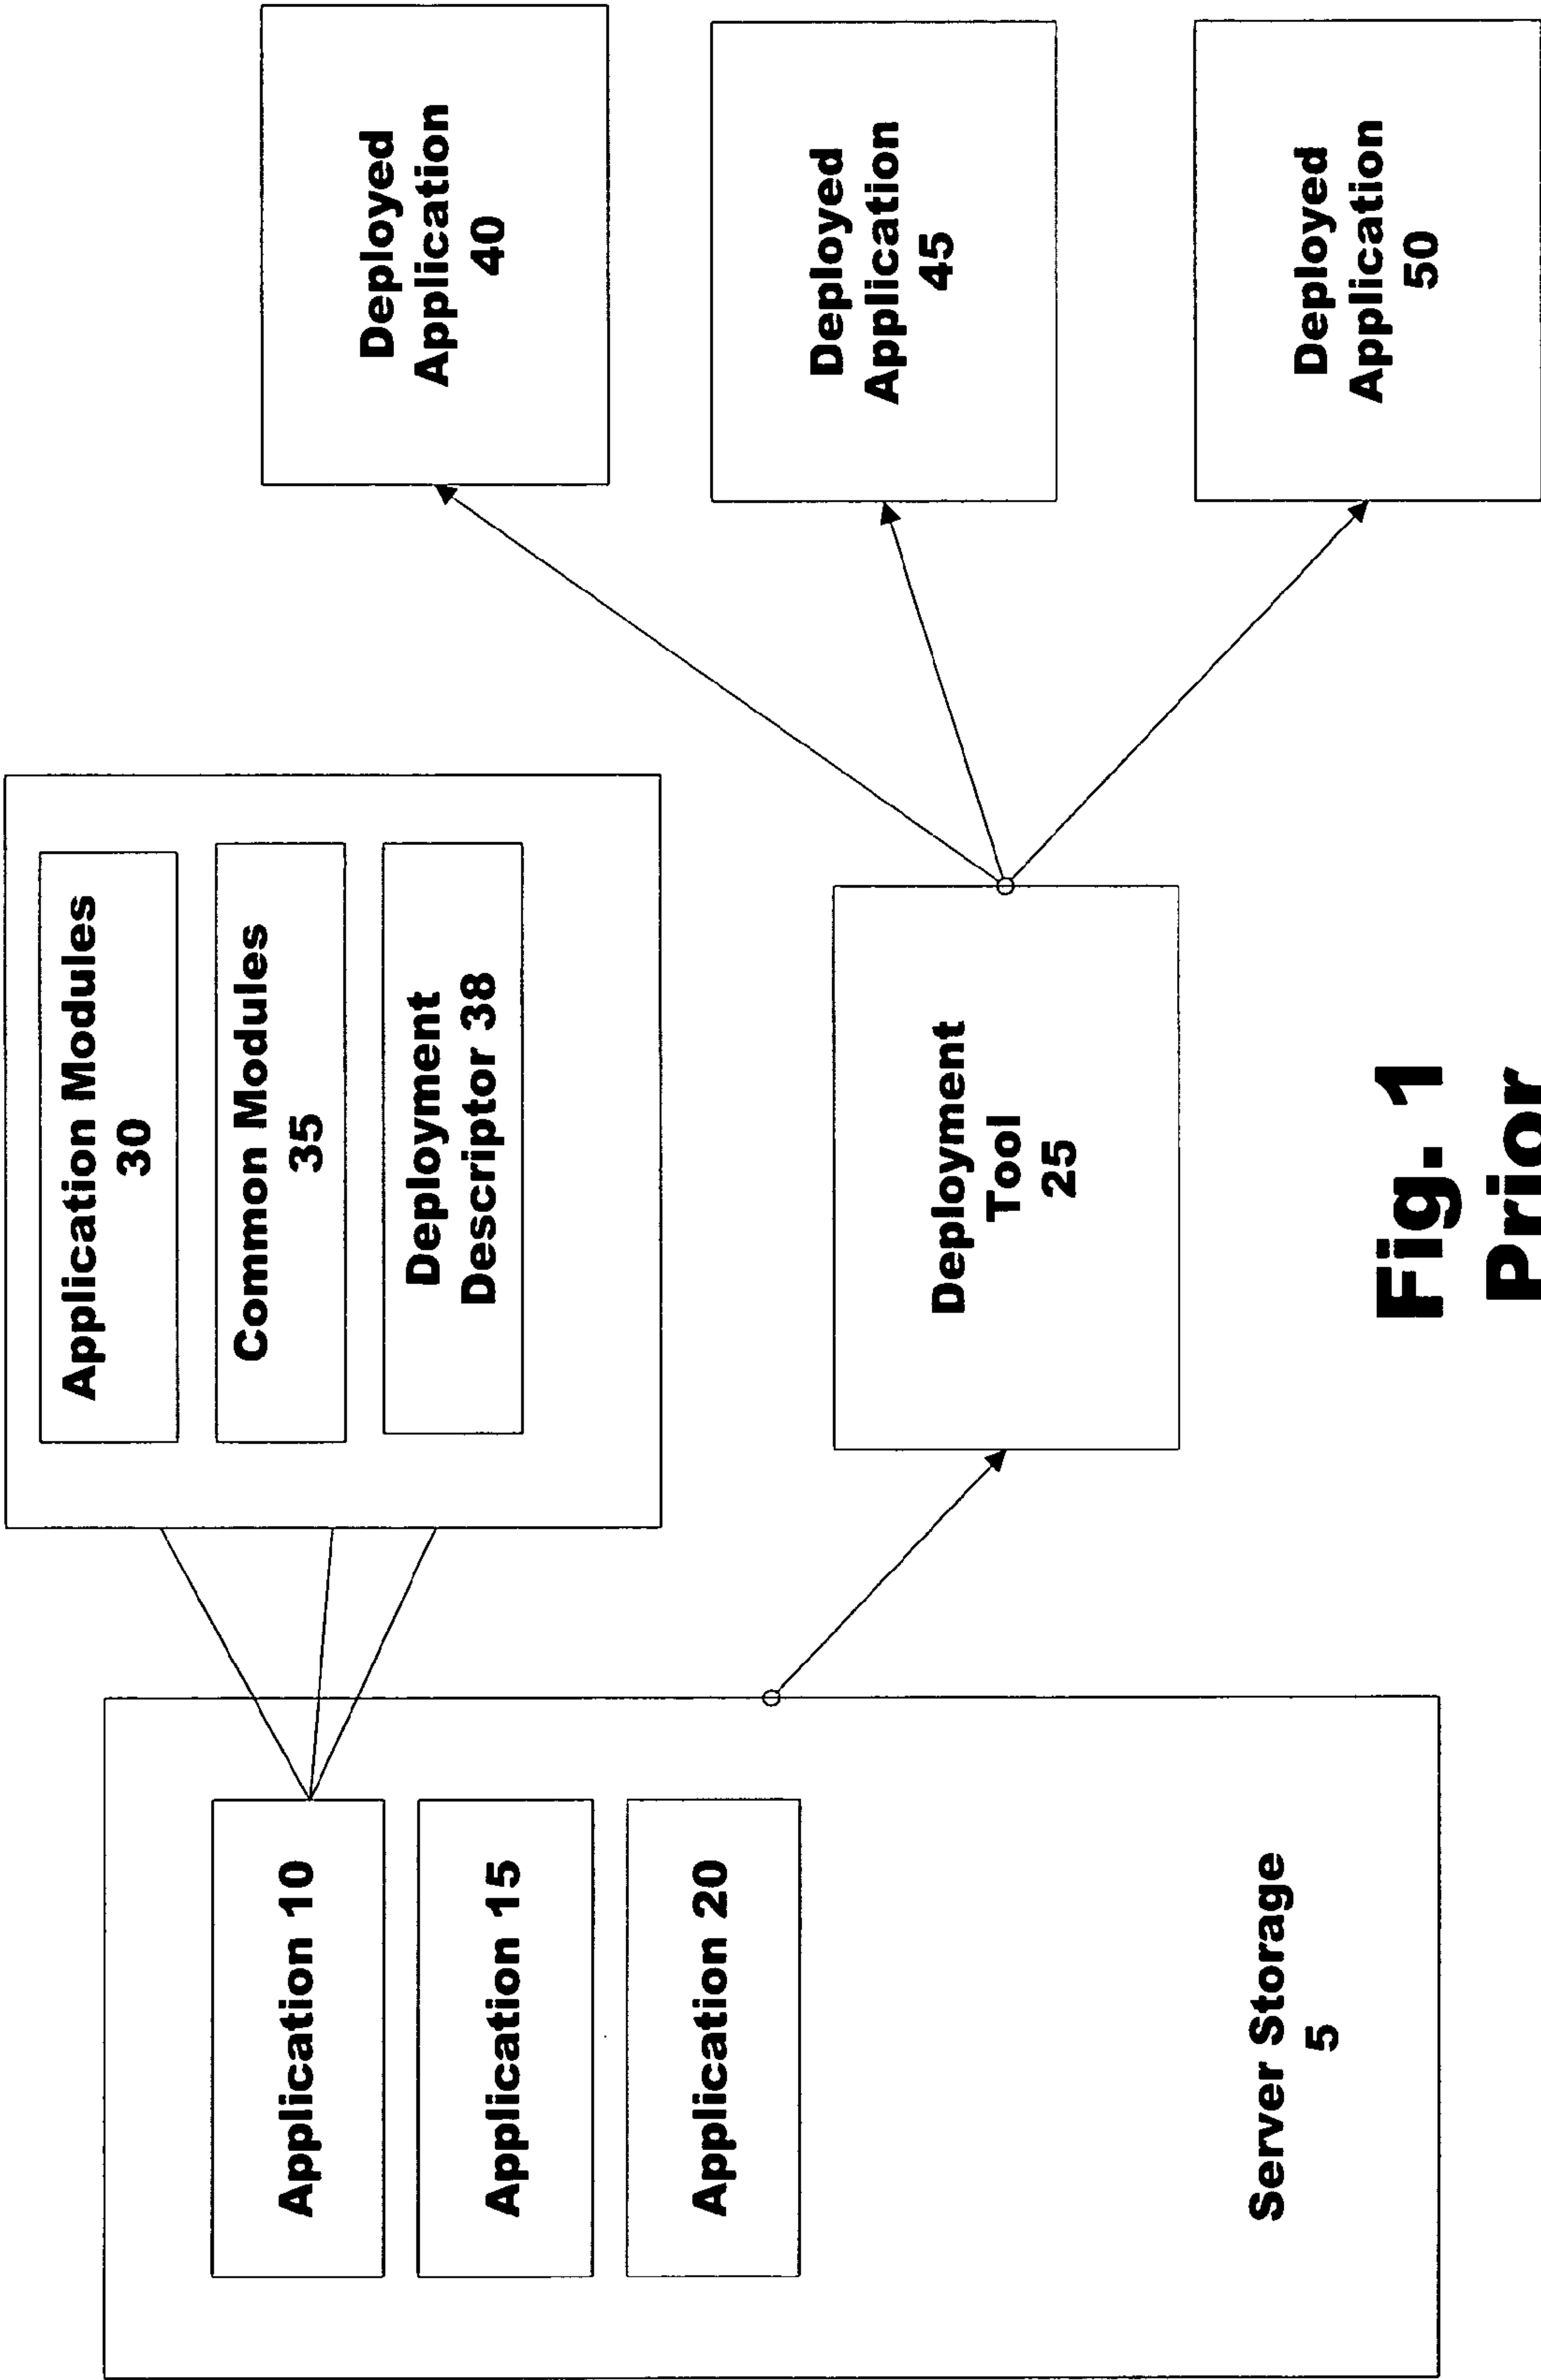 Application Modules
30
Common Modules
35
Deployment
Descriptor 38
Application 10
Application 15
Application 20
Server Storage
5
Deployment
Tool
25
Deployed
Application
40
Deployed
Application
45
Deployed
Application
50
Fig. 1
Prior